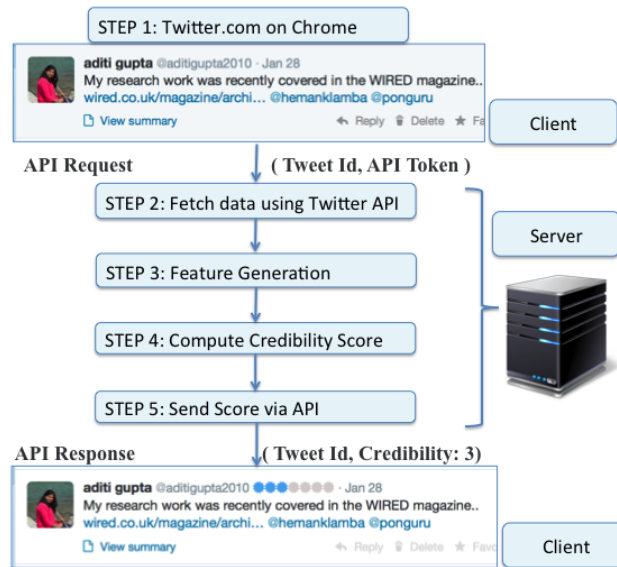 STEP 1: Twitter.com on Chrome
aditi gupta @aditigupta2010 · Jan 28
My research work was recently covered in the WIRED magazine..
wired.co.uk/magazine/archi... @hemanklamba @ponguru
View summary Reply Delete Fa
Client
API Request ( Tweet Id, API Token )
STEP 2: Fetch data using Twitter API
Server
STEP 3: Feature Generation
STEP 4: Compute Credibility Score
STEP 5: Send Score via API
API Response ( Tweet Id, Credibility: 3)
aditi gupta @aditigupta2010 · Jan 28
My research work was recently covered in the WIRED magazine..
wired.co.uk/magazine/archi... @hemanklamba @ponguru
View summary Reply Delete Favo
Client